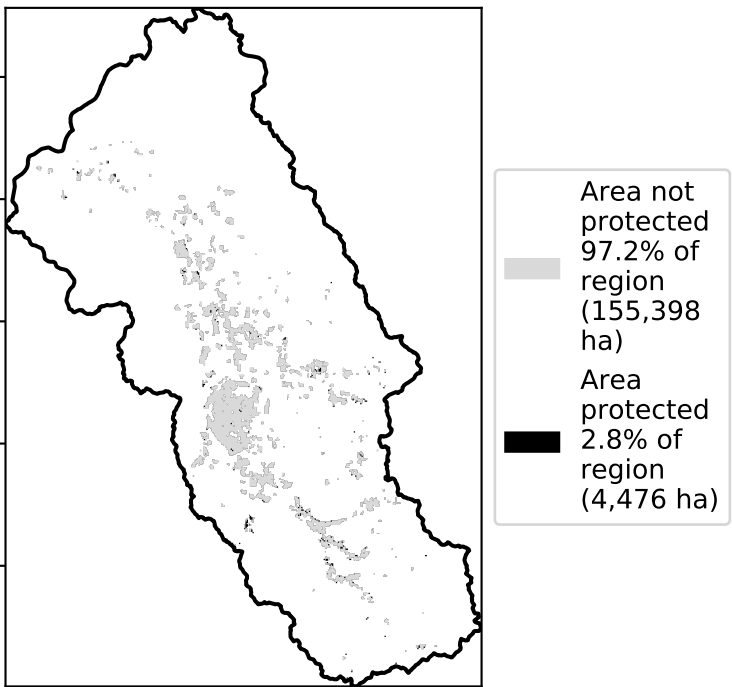 Area not
protected
97.2% of
region
(155,398
ha)
Area
protected
2.8% of
region
(4,476 ha)